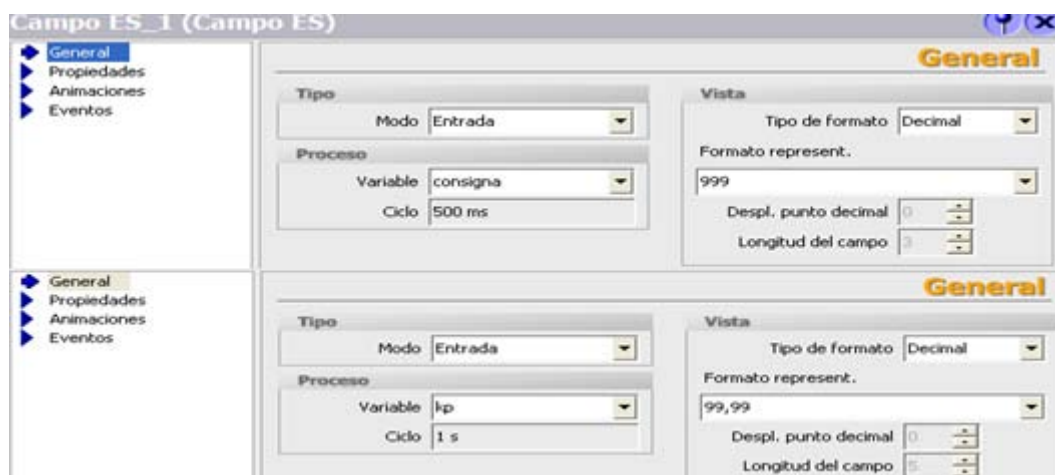 Campo ES_1 (Campo ES)
General
Propiedades
Animaciones
Eventos
General
Tipo
Modo Entrada
Proceso
Variable consigna
Ciclo 500 ms
Vista
Tipo de formato Decimal
Formato represent.
999
Despl. punto decimal 0
Longitud del campo 3
General
Propiedades
Animaciones
Eventos
General
Tipo
Modo Entrada
Proceso
Variable kp
Ciclo 1 s
Vista
Tipo de formato Decimal
Formato represent.
99,99
Despl. punto decimal 0
Longitud del campo 5